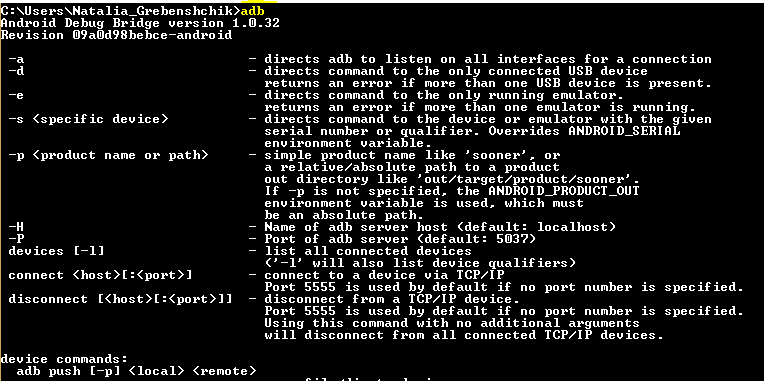 C:\Users\Natalia_Grebenshchik>adb
Android Debug Bridge version 1.0.32
Revision 09a0d98bebce-android
-a - directs adb to listen on all interfaces for a connection
-d - directs command to the only connected USB device
returns an error if more than one USB device is present.
-e - directs command to the only running emulator.
returns an error if more than one emulator is running.
-s <specific device> - directs command to the device or emulator with the given
serial number or qualifier. Overrides ANDROID_SERIAL
environment variable.
-p <product name or path> - simple product name like 'sooner', or
a relative/absolute path to a product
out directory like 'out/target/product/sooner'.
If -p is not specified, the ANDROID_PRODUCT_OUT
environment variable is used, which must
be an absolute path.
-H - Name of adb server host (default: localhost)
-P - Port of adb server (default: 5037)
devices [-l] - list all connected devices
('-l' will also list device qualifiers)
connect <host>[:<port>] - connect to a device via TCP/IP
Port 5555 is used by default if no port number is specified.
disconnect [<host>[:<port>]] - disconnect from a TCP/IP device.
Port 5555 is used by default if no port number is specified.
Using this command with no additional arguments
will disconnect from all connected TCP/IP devices.
device commands:
adb push [-p] <local> <remote>